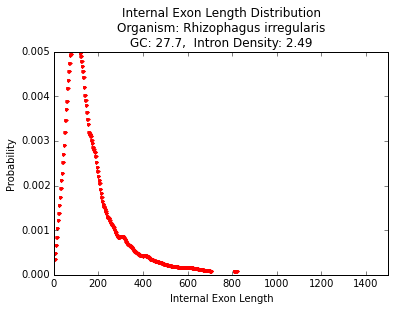 Internal Exon Length Distribution
Organism: Rhizophagus irregularis
GC: 27.7,  Intron Density: 2.49
0.005
0.004
0.003
0.002
0.001
0.000
Probability
0 200 400 600 800 1000 1200 1400
Internal Exon Length